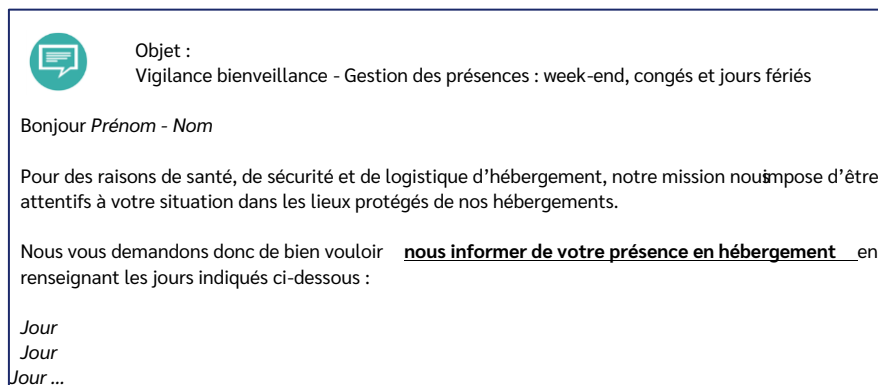 Objet :
Vigilance bienveillance - Gestion des présences : week-end, congés et jours fériés
Bonjour Prénom - Nom
Pour des raisons de santé, de sécurité et de logistique d’hébergement, notre mission nous impose d’être
attentifs à votre situation dans les lieux protégés de nos hébergements.
Nous vous demandons donc de bien vouloir nous informer de votre présence en hébergement en
renseignant les jours indiqués ci-dessous :
Jour
Jour
Jour ...